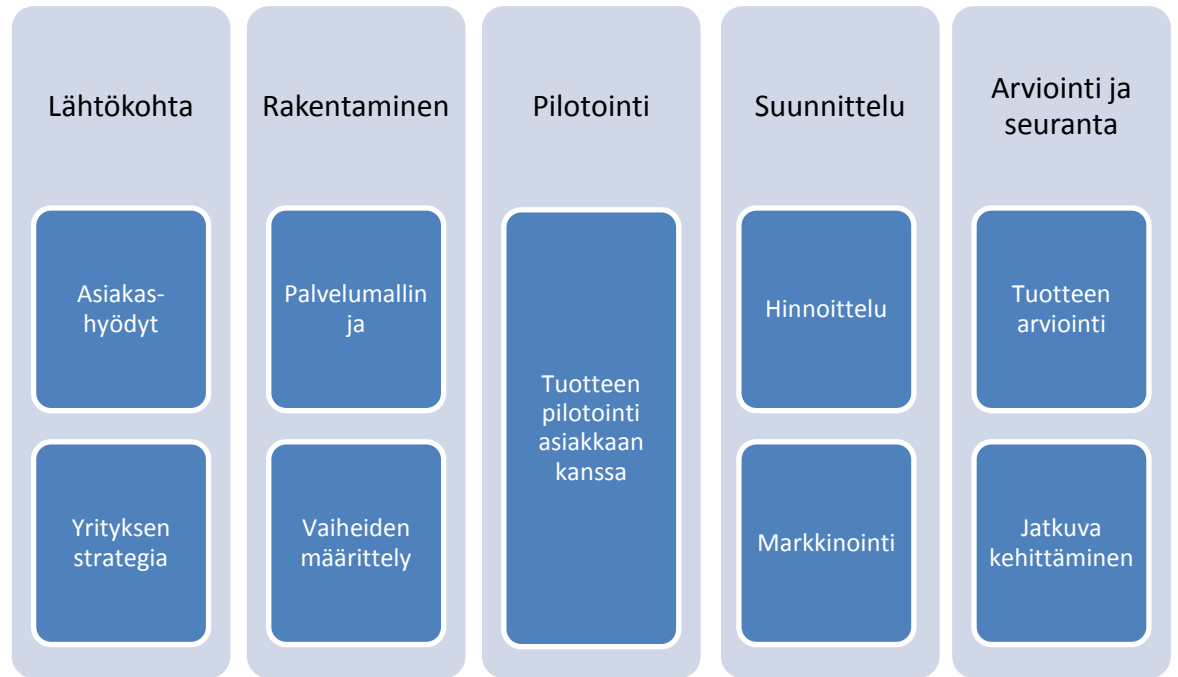 Lähtökohta
Asiakas-
hyödyt
Yrityksen
strategia
Rakentaminen
Palvelumallin
ja
Vaiheiden
määrittely
Pilotointi
Tuotteen
pilotointi
asiakkaan
kanssa
Suunnittelu
Hinnoittelu
Markkinointi
Arviointi ja
seuranta
Tuotteen
arviointi
Jatkuva
kehittäminen